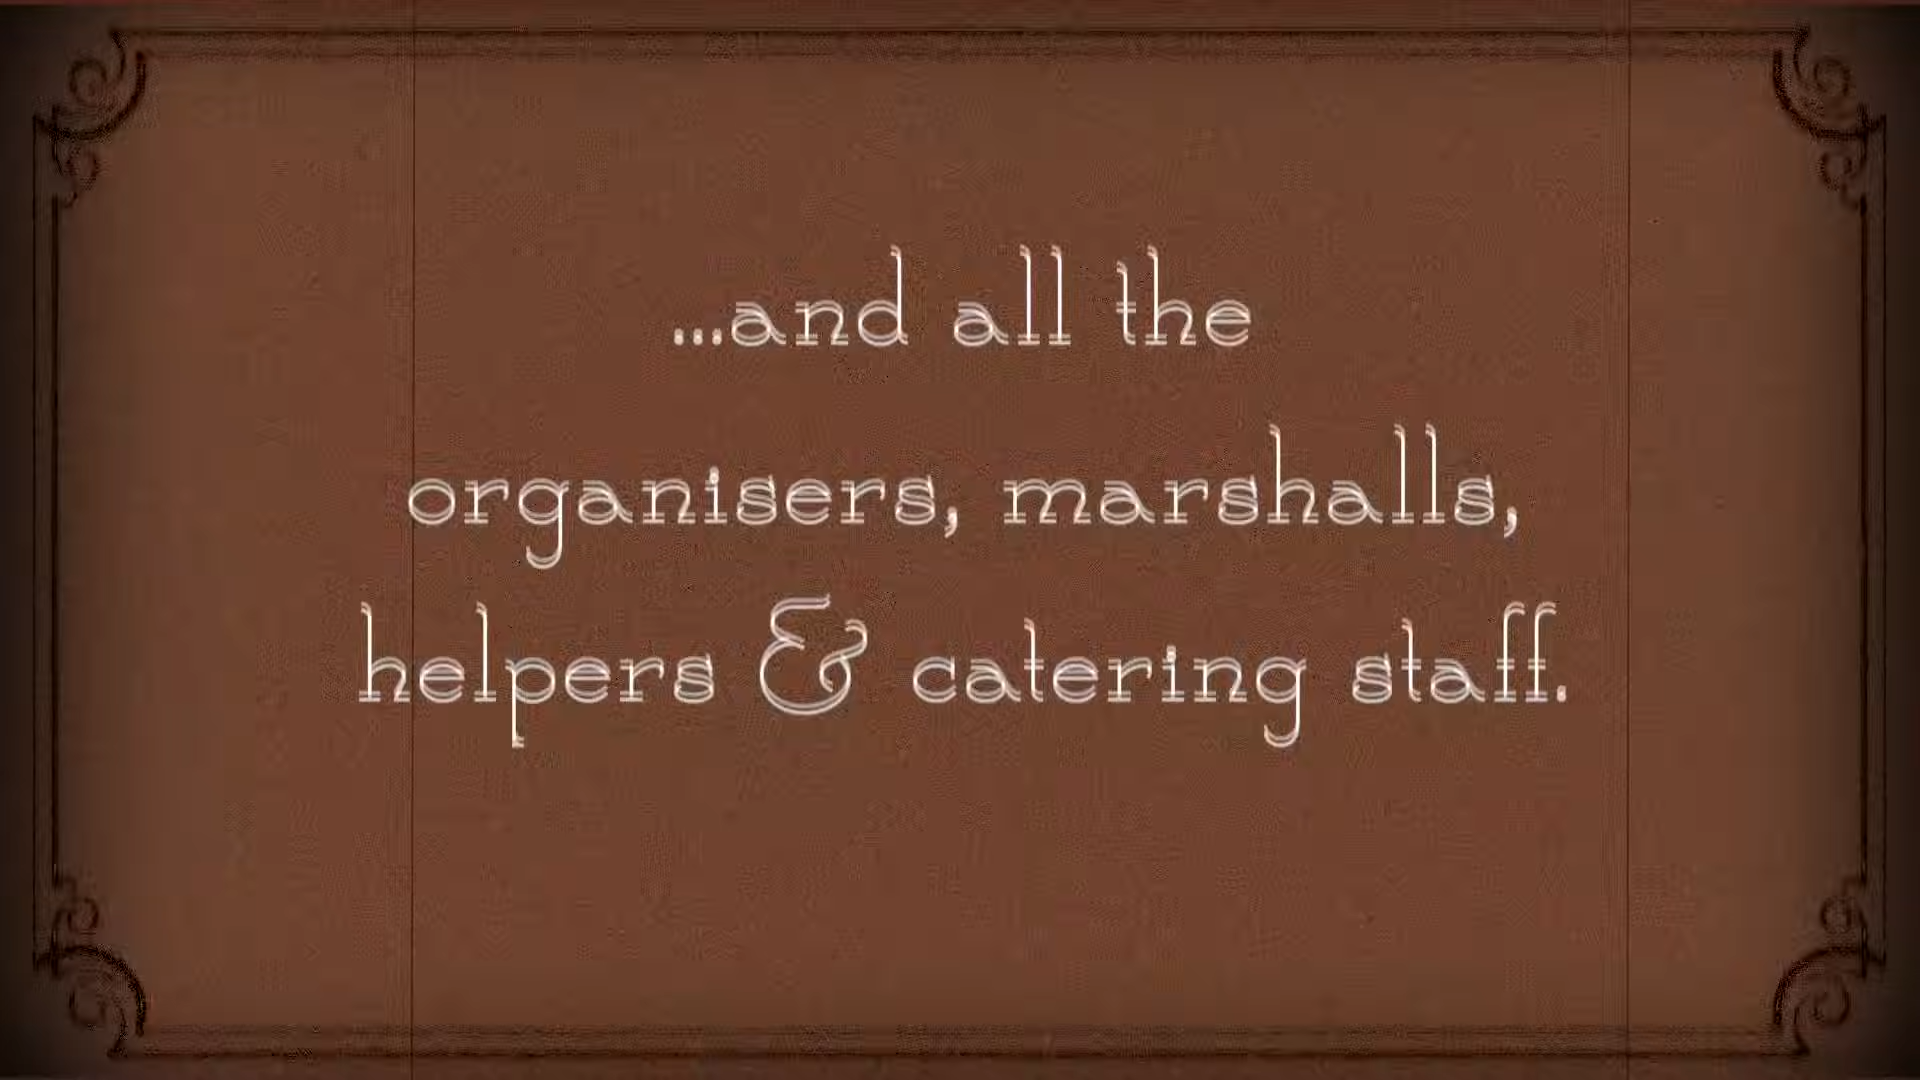 ...and all the
organisers, marshalls,
helpers & catering staff.